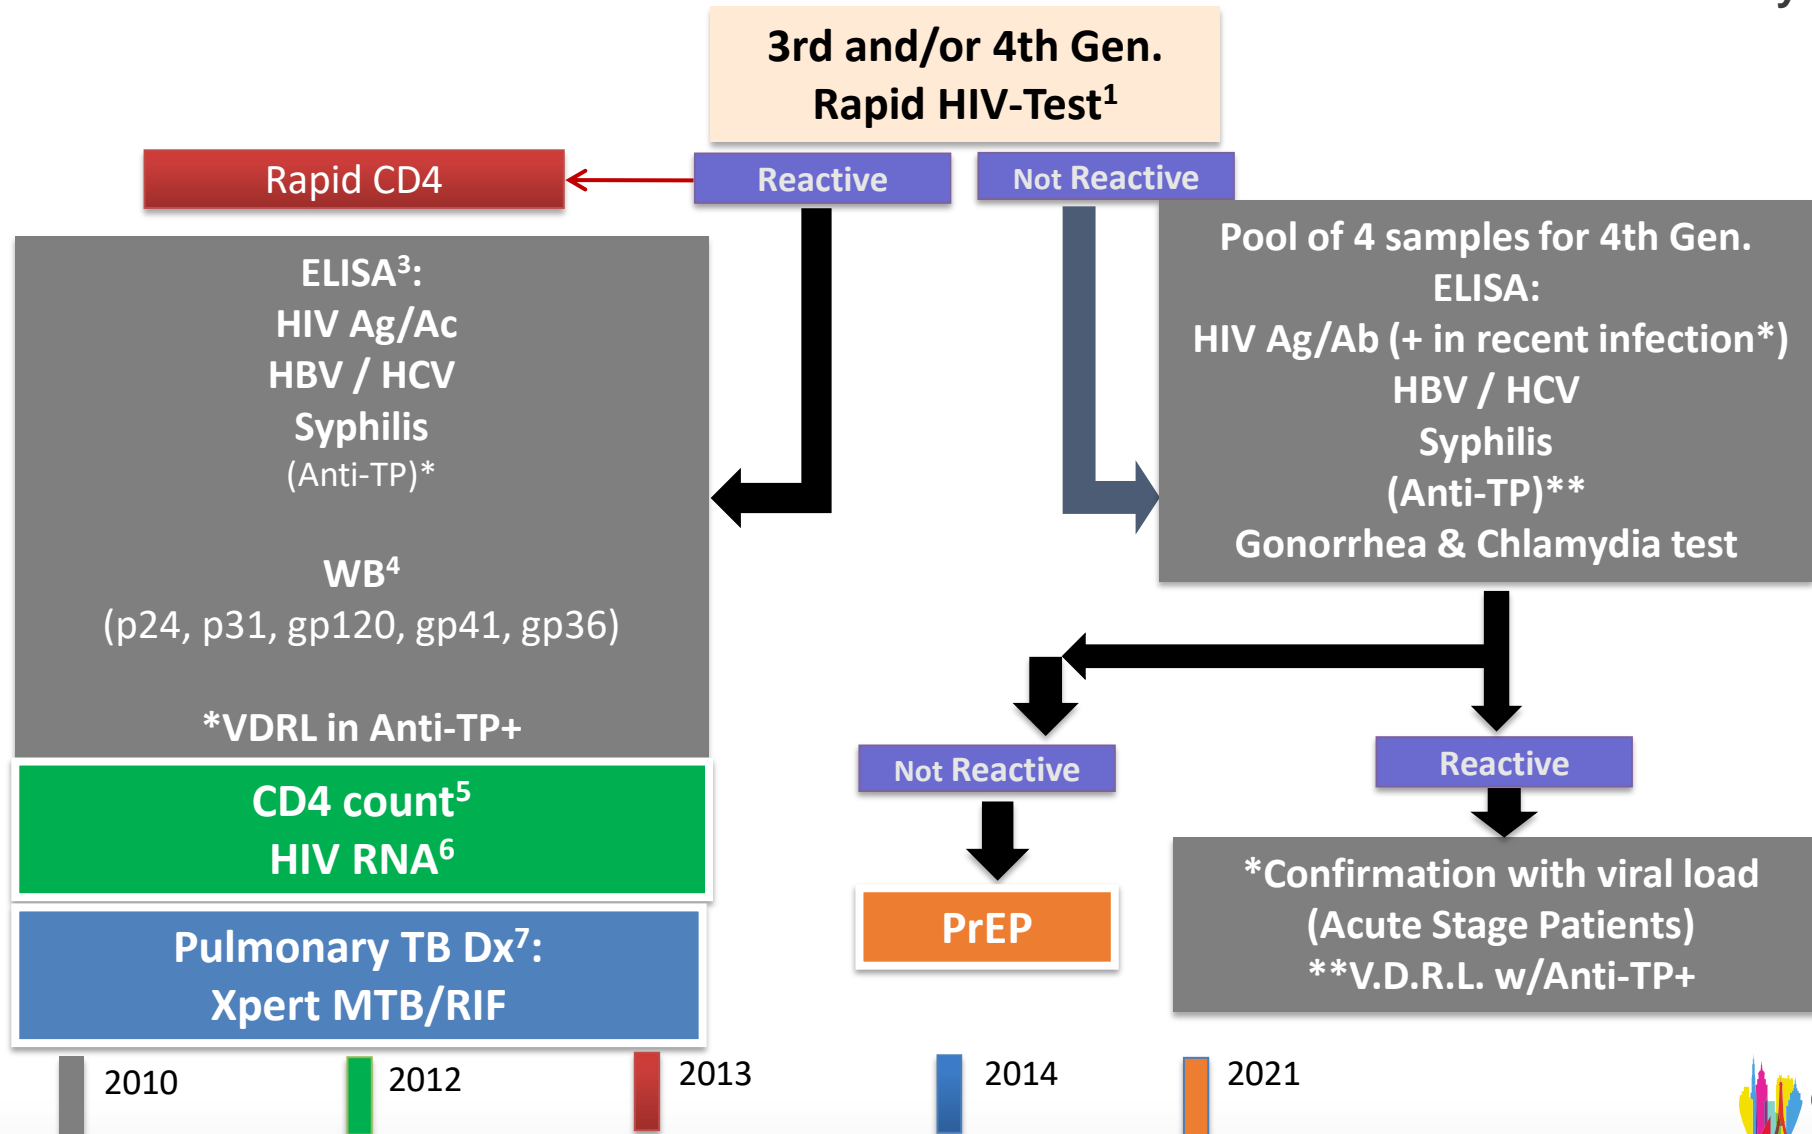 3rd and/or 4th Gen.
Rapid HIV-Test¹
Rapid CD4
Reactive
Not Reactive
ELISA³:
HIV Ag/Ac
HBV / HCV
Syphilis
(Anti-TP)*
WB⁴
(p24, p31, gp120, gp41, gp36)
*VDRL in Anti-TP+
CD4 count⁵
HIV RNA⁶
Pulmonary TB Dx⁷:
Xpert MTB/RIF
Pool of 4 samples for 4th Gen.
ELISA:
HIV Ag/Ab (+ in recent infection*)
HBV / HCV
Syphilis
(Anti-TP)**
Gonorrhea & Chlamydia test
Not Reactive
Reactive
PrEP
*Confirmation with viral load
(Acute Stage Patients)
**V.D.R.L. w/Anti-TP+
2010
2012
2013
2014
2021